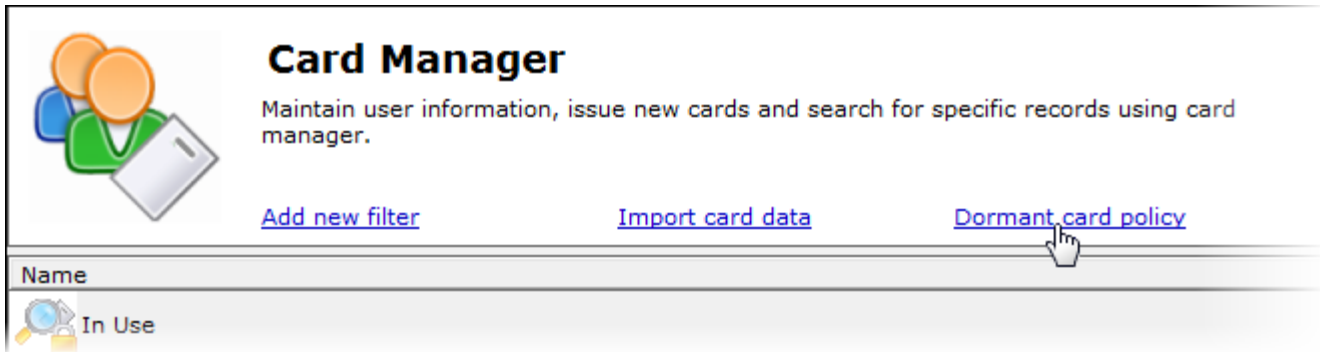 Card Manager
Maintain user information, issue new cards and search for specific records using card
manager.
Add new filter Import card data Dormant card policy
Name
In Use